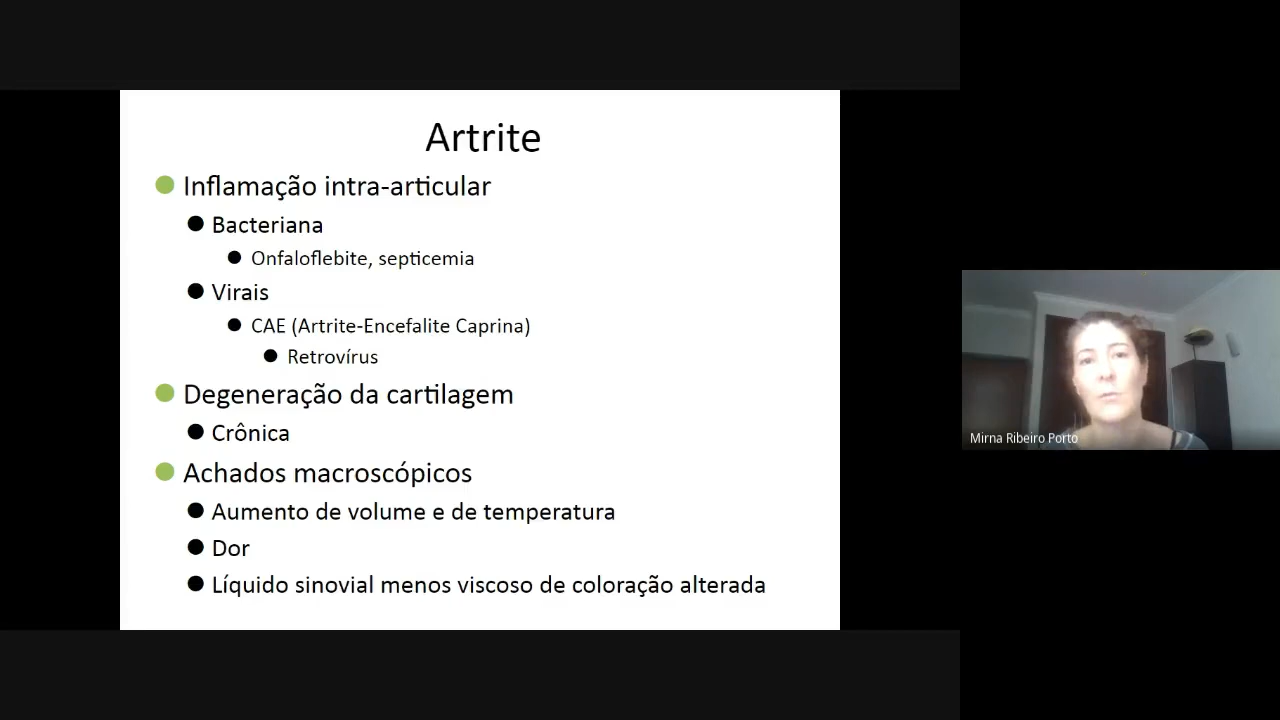 Artrite
Inflamação intra-articular
Bacteriana
Onfaloflebite, septicemia
Virais
CAE (Artrite-Encefalite Caprina)
Retrovírus
Degeneração da cartilagem
Crônica
Achados macroscópicos
Aumento de volume e de temperatura
Dor
Líquido sinovial menos viscoso de coloração alterada
Mirna Ribeiro Porto